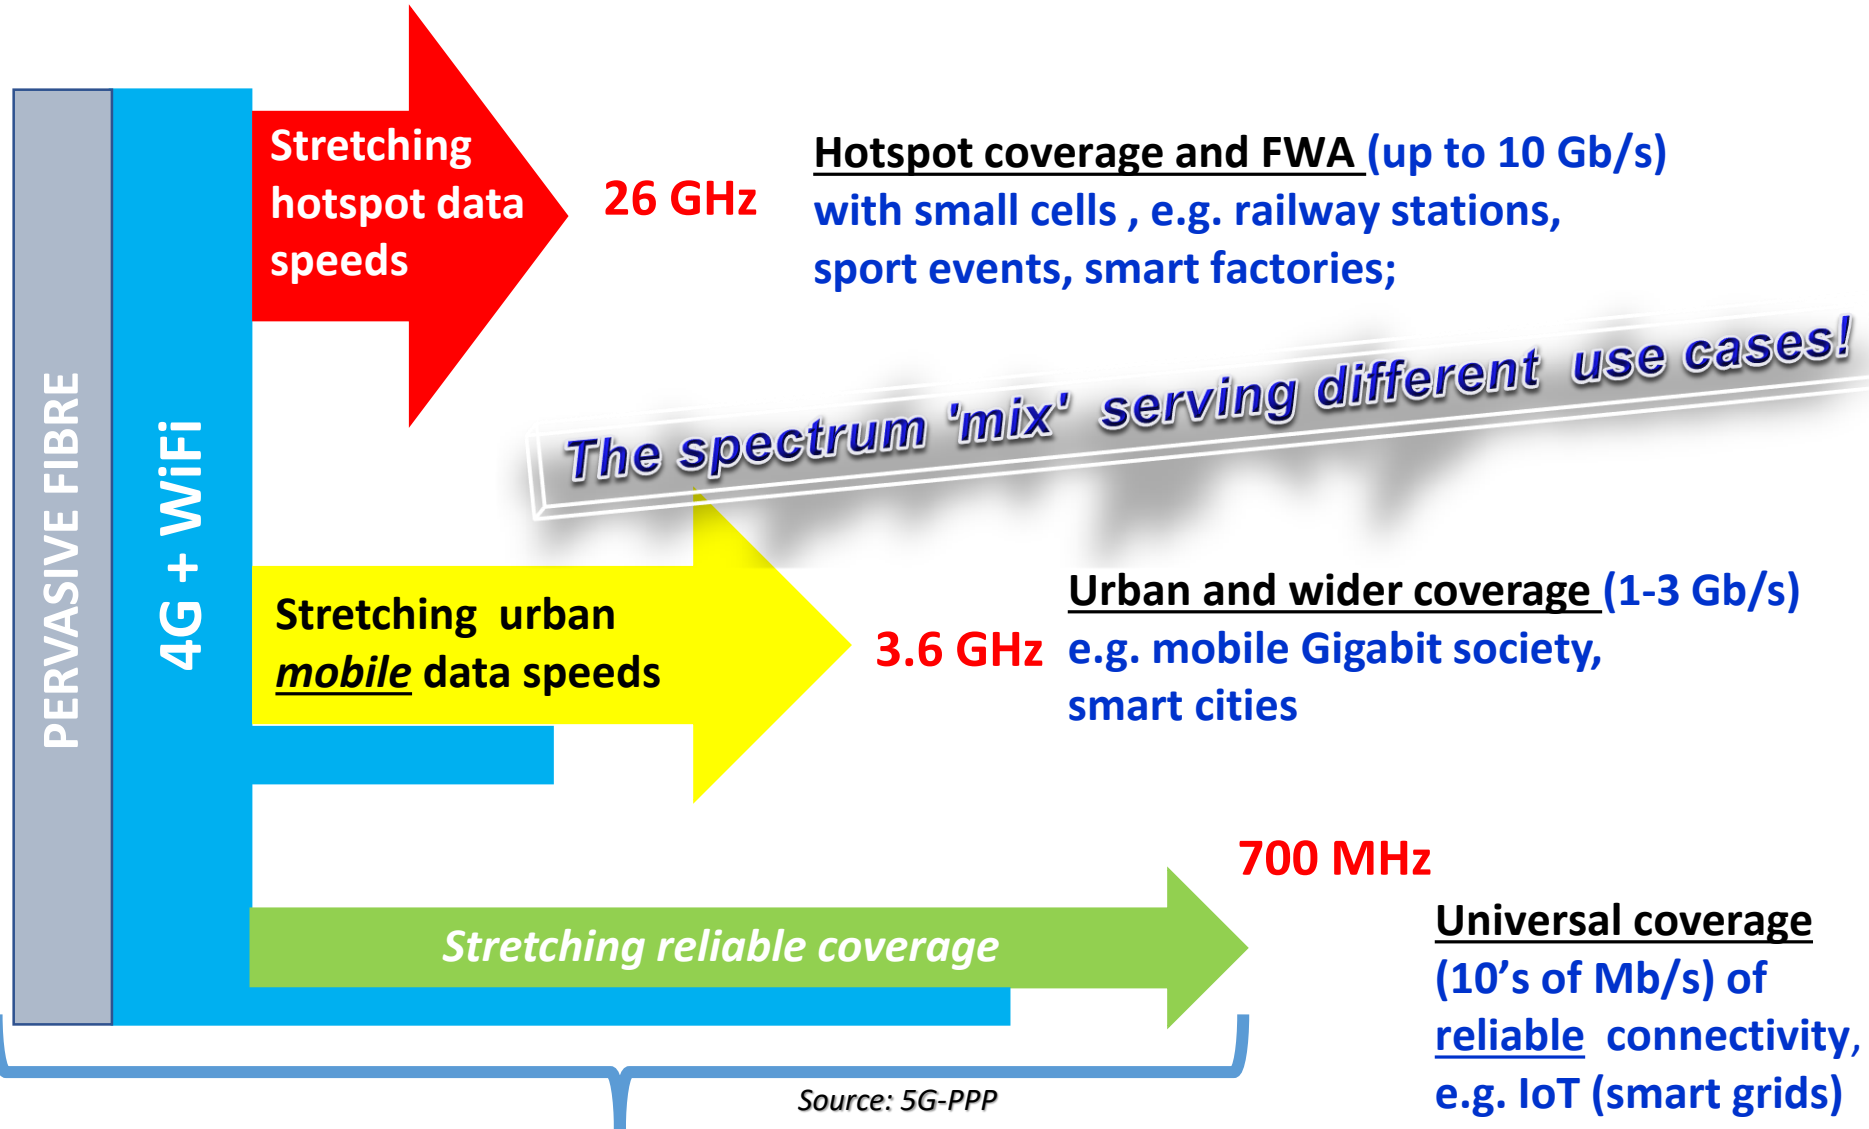 PERVASIVE FIBRE
4G + WiFi
Stretching
hotspot data
speeds
26 GHz
Hotspot coverage and FWA (up to 10 Gb/s)
with small cells , e.g. railway stations,
sport events, smart factories;
The spectrum 'mix' serving different use cases!
Stretching urban
mobile data speeds
3.6 GHz
Urban and wider coverage (1-3 Gb/s)
e.g. mobile Gigabit society,
smart cities
700 MHz
Stretching reliable coverage
Universal coverage
(10’s of Mb/s) of
reliable connectivity,
e.g. IoT (smart grids)
Source: 5G-PPP